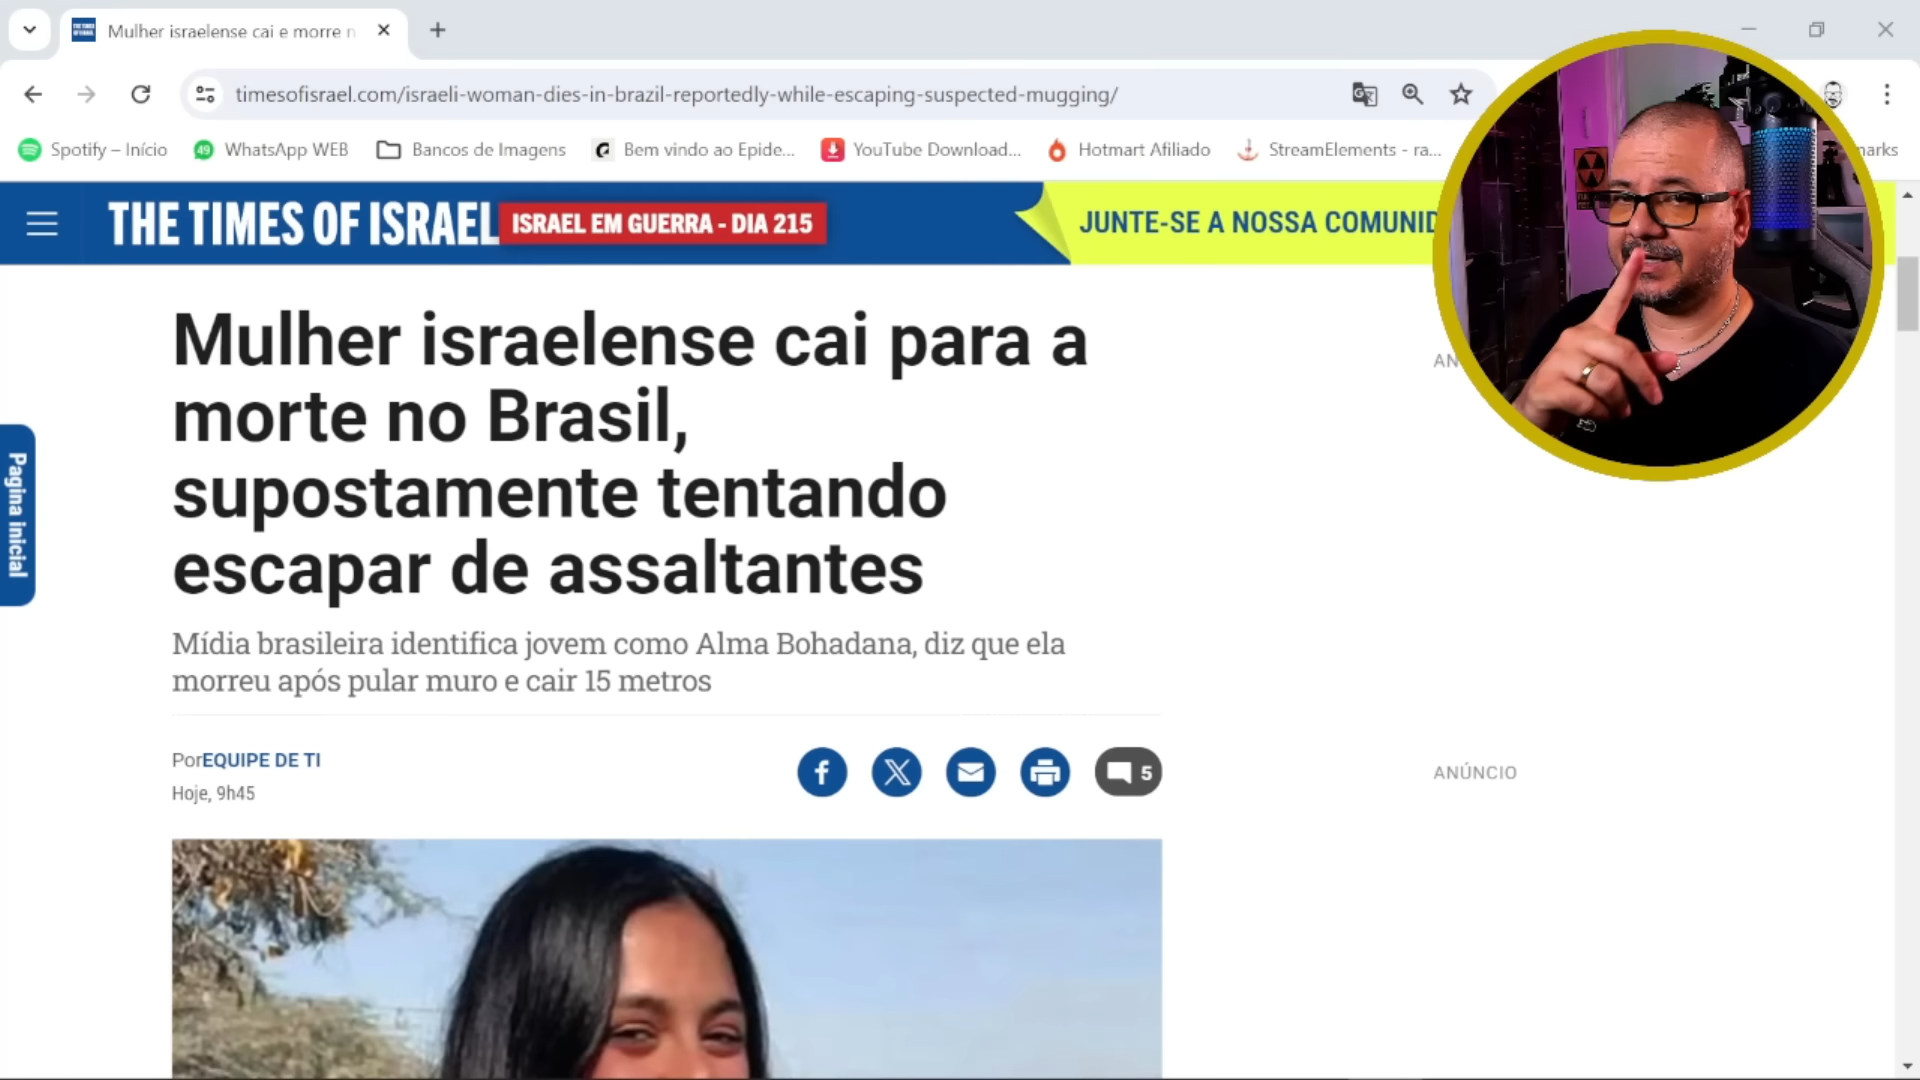 Mulher israelense cai e morre n
timesofisrael.com/israeli-woman-dies-in-brazil-reportedly-while-escaping-suspected-mugging/
Spotify – Início
49
WhatsApp WEB
Bancos de Imagens
Bem vindo ao Epide...
YouTube Download...
Hotmart Afiliado
StreamElements - ra...
THE TIMES OF ISRAEL
ISRAEL EM GUERRA - DIA 215
JUNTE-SE A NOSSA COMUNID
Mulher israelense cai para a
morte no Brasil,
supostamente tentando
escapar de assaltantes
Pagina inicial
Mídia brasileira identifica jovem como Alma Bohadana, diz que ela
morreu após pular muro e cair 15 metros
PorEQUIPE DE TI
Hoje, 9h45
5
ANÚNCIO